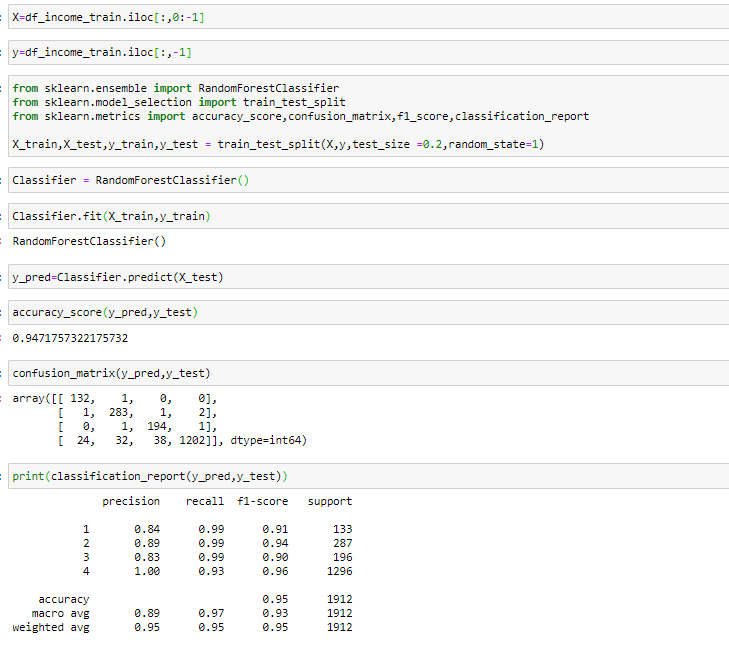 X=df_income_train.iloc[:,0:-1]
y=df_income_train.iloc[:,-1]
from sklearn.ensemble import RandomForestClassifier
from sklearn.model_selection import train_test_split
from sklearn.metrics import accuracy_score,confusion_matrix,f1_score,classification_report
X_train,X_test,y_train,y_test = train_test_split(X,y,test_size =0.2,random_state=1)
Classifier = RandomForestClassifier()
Classifier.fit(X_train,y_train)
RandomForestClassifier()
y_pred=Classifier.predict(X_test)
accuracy_score(y_pred,y_test)
0.9471757322175732
confusion_matrix(y_pred,y_test)
array([[ 132,    1,    0,    0],
       [   1,  283,    1,    2],
       [   0,    1,  194,    1],
       [  24,   32,   38, 1202]], dtype=int64)
print(classification_report(y_pred,y_test))
              precision    recall  f1-score   support
           1       0.84      0.99      0.91       133
           2       0.89      0.99      0.94       287
           3       0.83      0.99      0.90       196
           4       1.00      0.93      0.96      1296
    accuracy                           0.95      1912
   macro avg       0.89      0.97      0.93      1912
weighted avg       0.95      0.95      0.95      1912